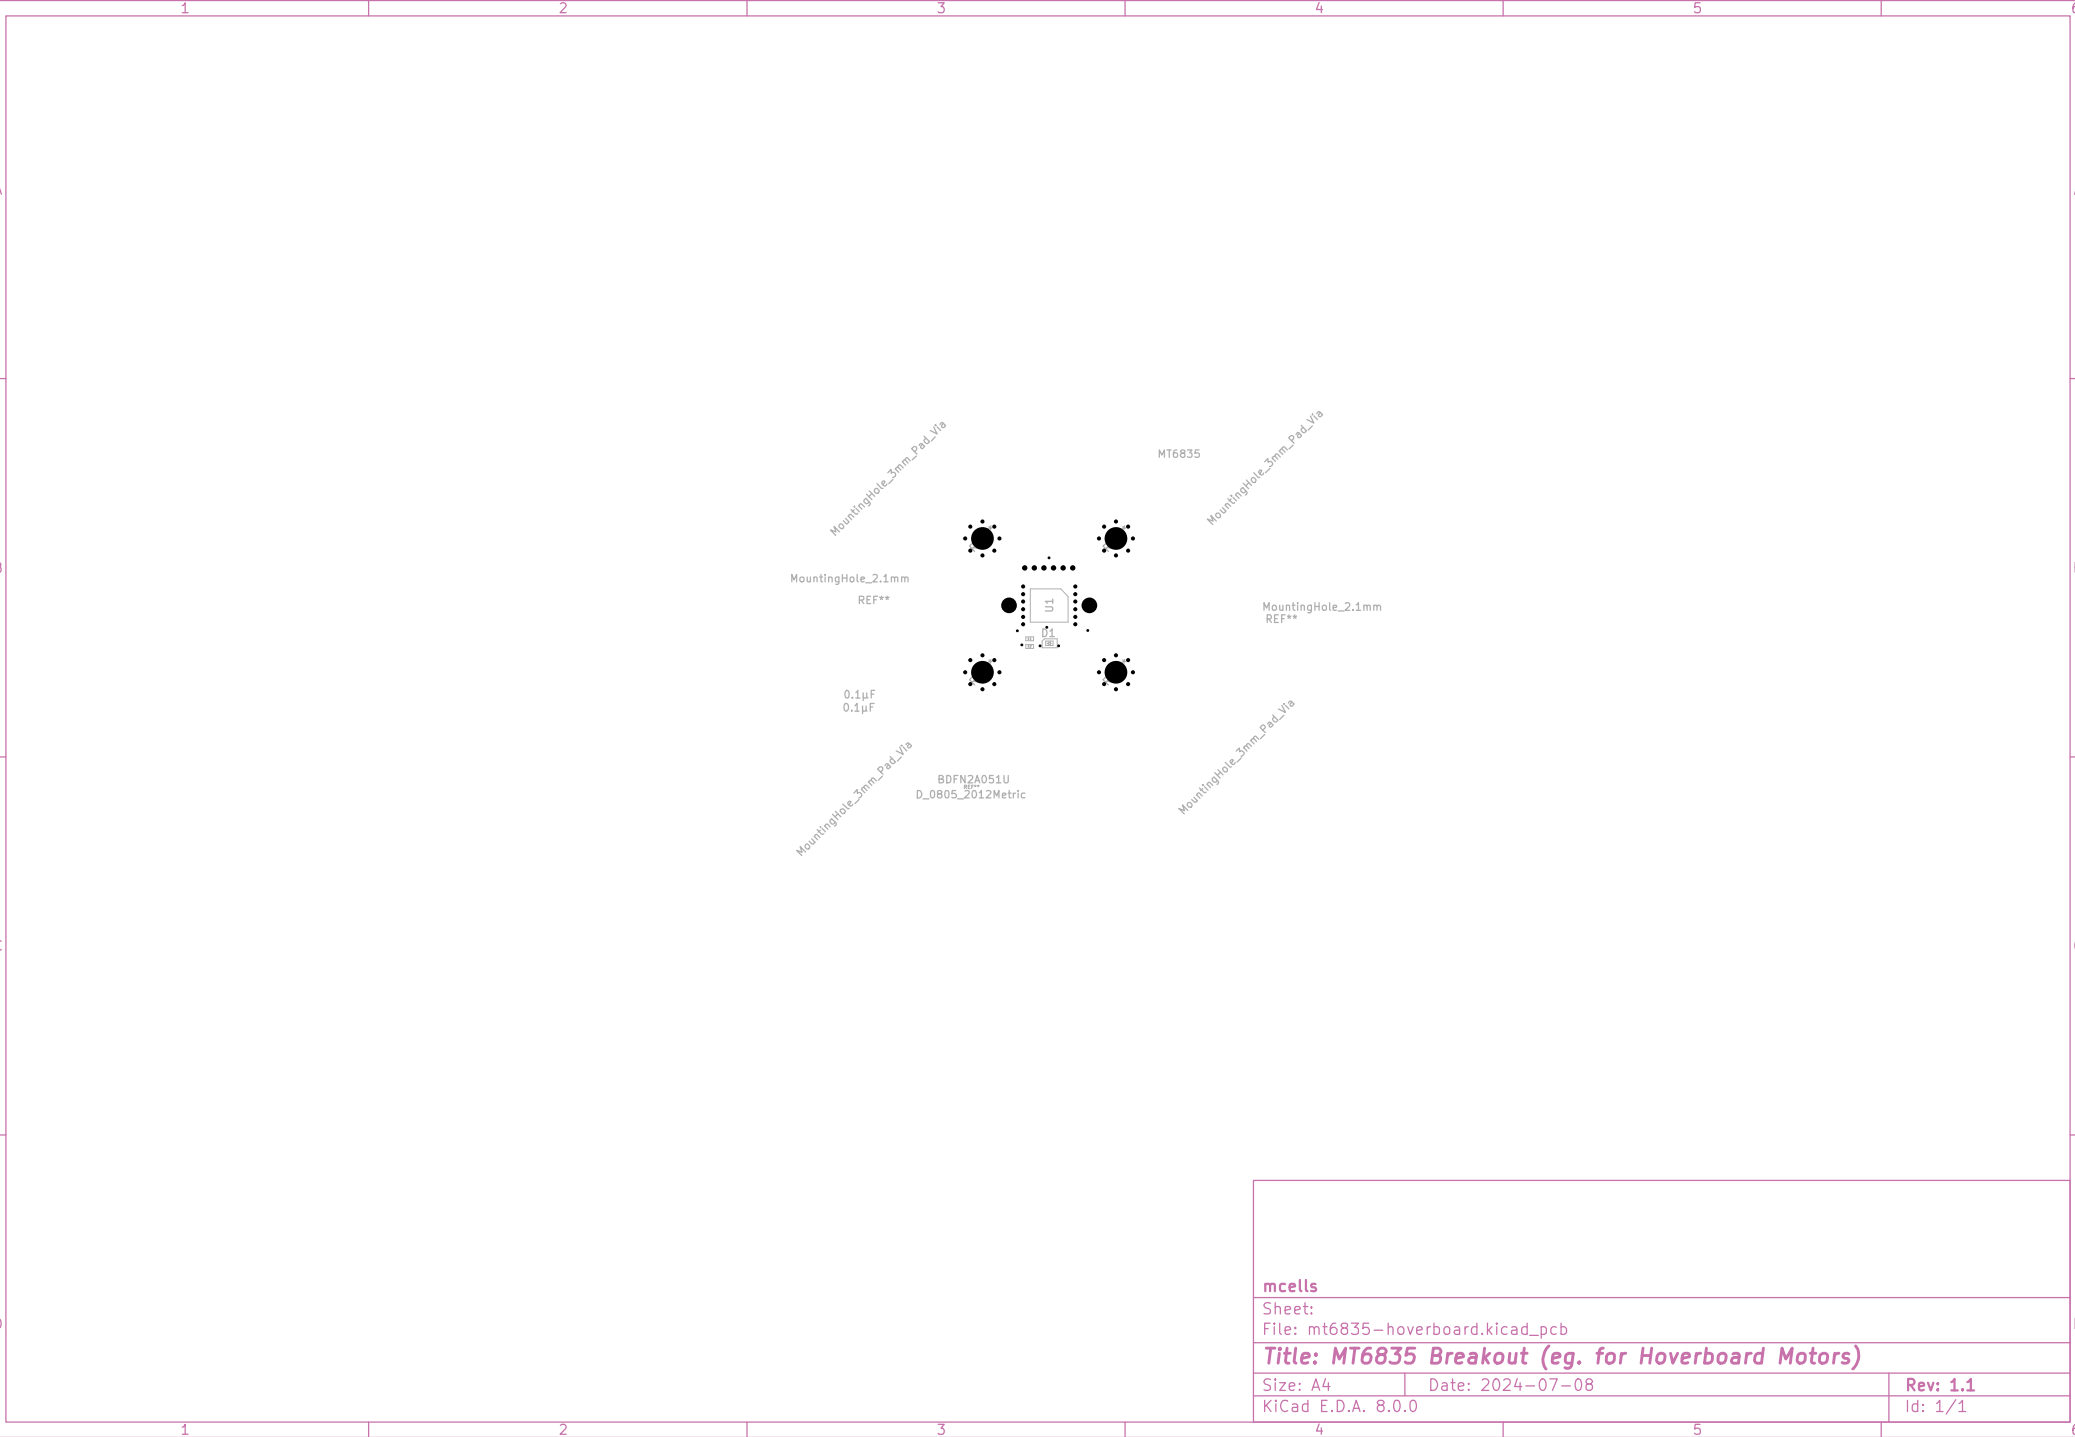 1 2 3 4 5
MountingHole_3mm_Pad_Via
MountingHole_3mm_Pad_Via
MT6835
MountingHole_2.1mm
REF**
U1
MountingHole_2.1mm
REF**
D1
0.1µF
0.1µF
MountingHole_3mm_Pad_Via
MountingHole_3mm_Pad_Via
BDFN2A051U
REF**
D_0805_2012Metric
mcells
Sheet:
File: mt6835-hoverboard.kicad_pcb
Title: MT6835 Breakout (eg. for Hoverboard Motors)
Size: A4 Date: 2024-07-08 Rev: 1.1
KiCad E.D.A. 8.0.0 Id: 1/1
1 2 3 4 5